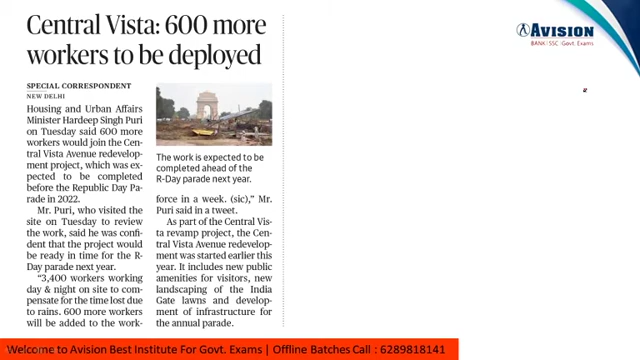 Central Vista: 600 more
workers to be deployed
SPECIAL CORRESPONDENT
NEW DELHI
Housing and Urban Affairs
Minister Hardeep Singh Puri
on Tuesday said 600 more
workers would join the Cen-
tral Vista Avenue redevelop-
ment project, which was ex-
pected to be completed
before the Republic Day Pa-
rade in 2022.
Mr. Puri, who visited the
site on Tuesday to review
the work, said he was confi-
dent that the project would
be ready in time for the R-
Day parade next year.
“3,400 workers working
day & night on site to com-
pensate for the time lost due
to rains. 600 more workers
will be added to the work-
The work is expected to be
completed ahead of the
R-Day parade next year.
force in a week. (sic),” Mr.
Puri said in a tweet.
As part of the Central Vis-
ta revamp project, the Cen-
tral Vista Avenue redevelop-
ment was started earlier this
year. It includes new public
amenities for visitors, new
landscaping of the India
Gate lawns and develop-
ment of infrastructure for
the annual parade.
AVISION
BANK|SSC|Govt. Exams
Welcome to Avision Best Institute For Govt. Exams | Offline Batches Call : 6289818141